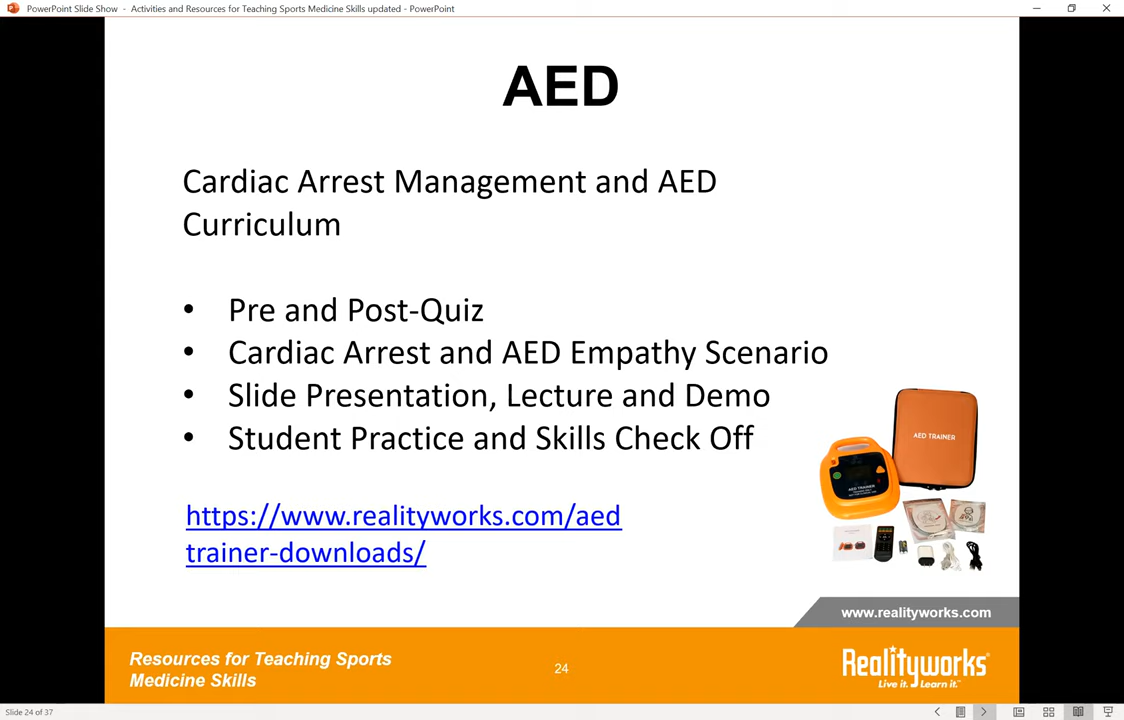 PowerPoint Slide Show - Activities and Resources for Teaching Sports Medicine Skills updated - PowerPoint
AED
Cardiac Arrest Management and AED
Curriculum
• Pre and Post-Quiz
• Cardiac Arrest and AED Empathy Scenario
• Slide Presentation, Lecture and Demo
• Student Practice and Skills Check Off
https://www.realityworks.com/aed
trainer-downloads/
AED TRAINER
AED TRAINER
www.realityworks.com
Resources for Teaching Sports
Medicine Skills
24
Realityworks
Live it. Learn it.™
Slide 24 of 37